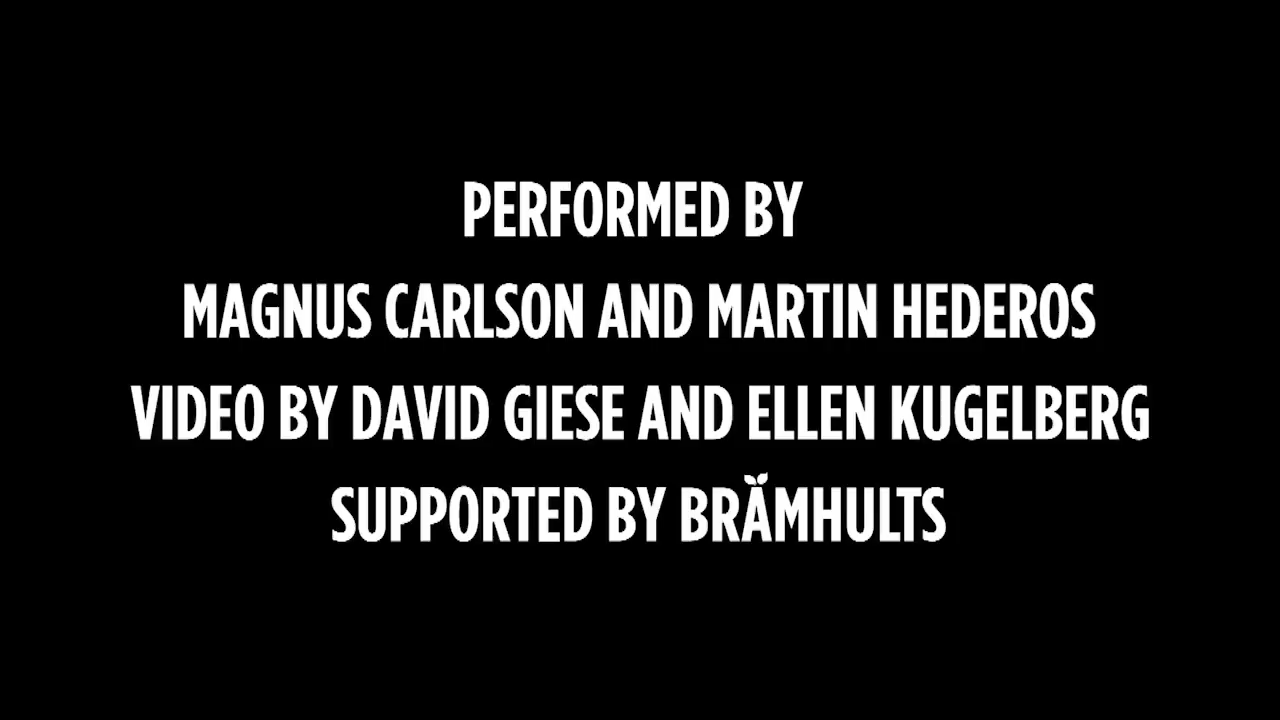 PERFORMED BY
MAGNUS CARLSON AND MARTIN HEDEROS
VIDEO BY DAVID GIESE AND ELLEN KUGELBERG
SUPPORTED BY BRÄMHULTS